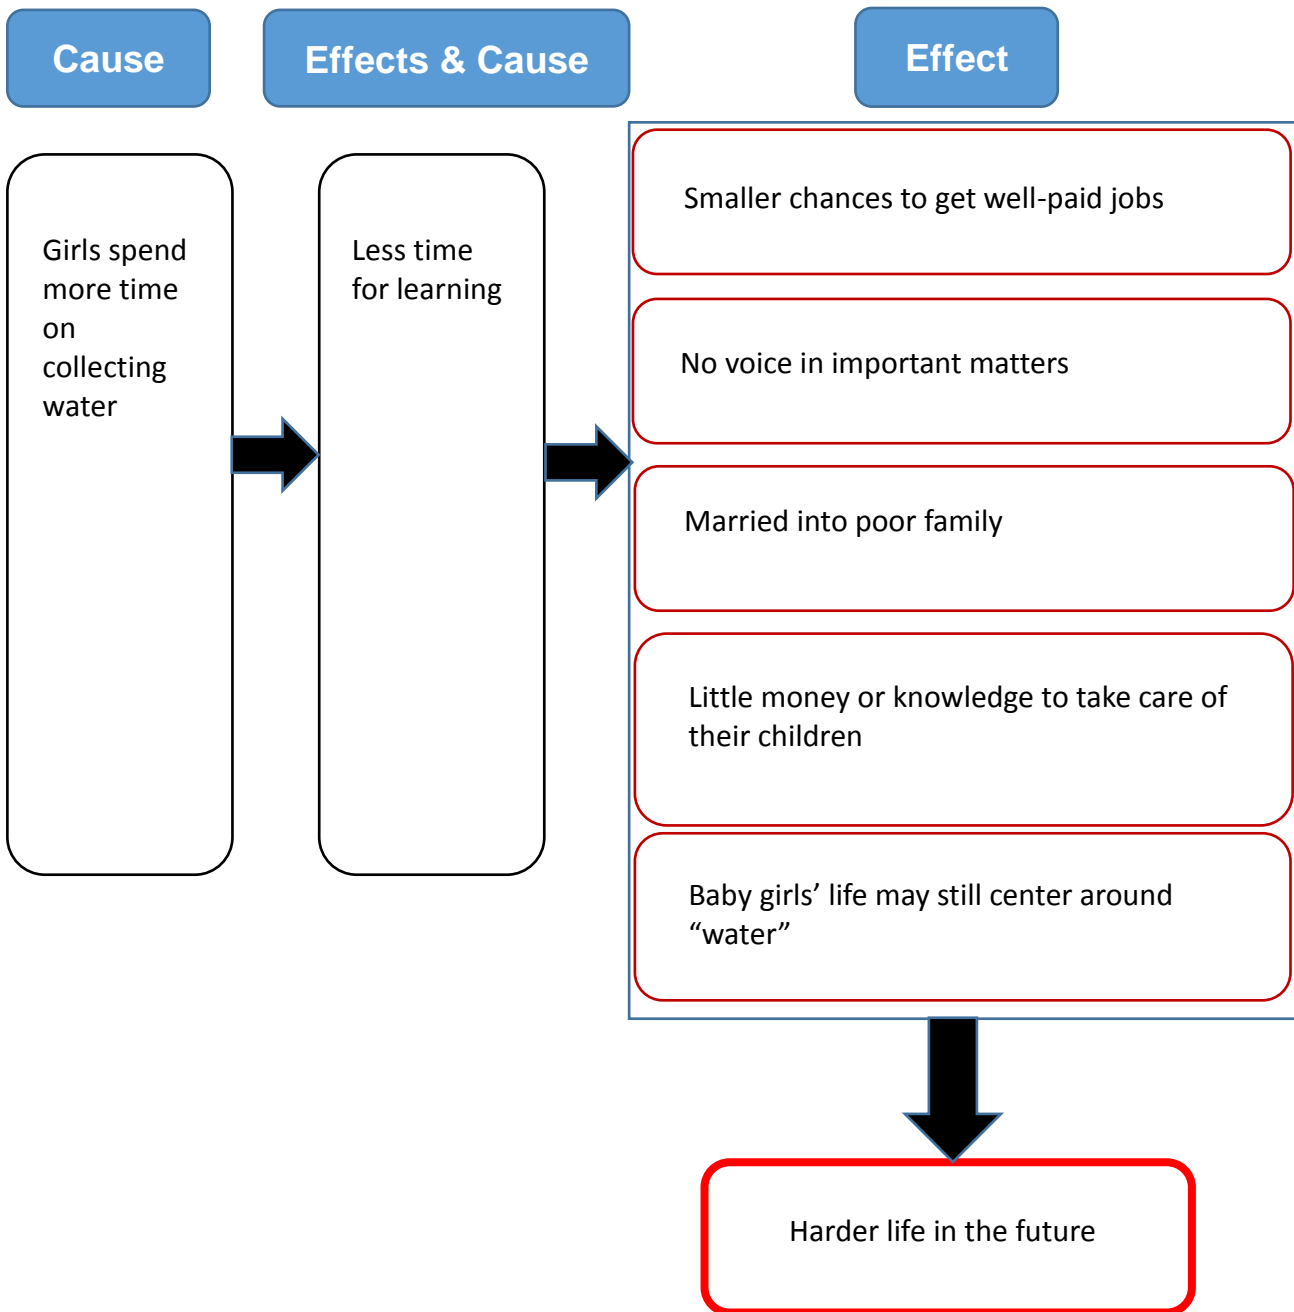 Cause
Effects & Cause
Effect
Girls spend
more time
on
collecting
water
Less time
for learning
Smaller chances to get well-paid jobs
No voice in important matters
Married into poor family
Little money or knowledge to take care of
their children
Baby girls’ life may still center around
“water”
Harder life in the future